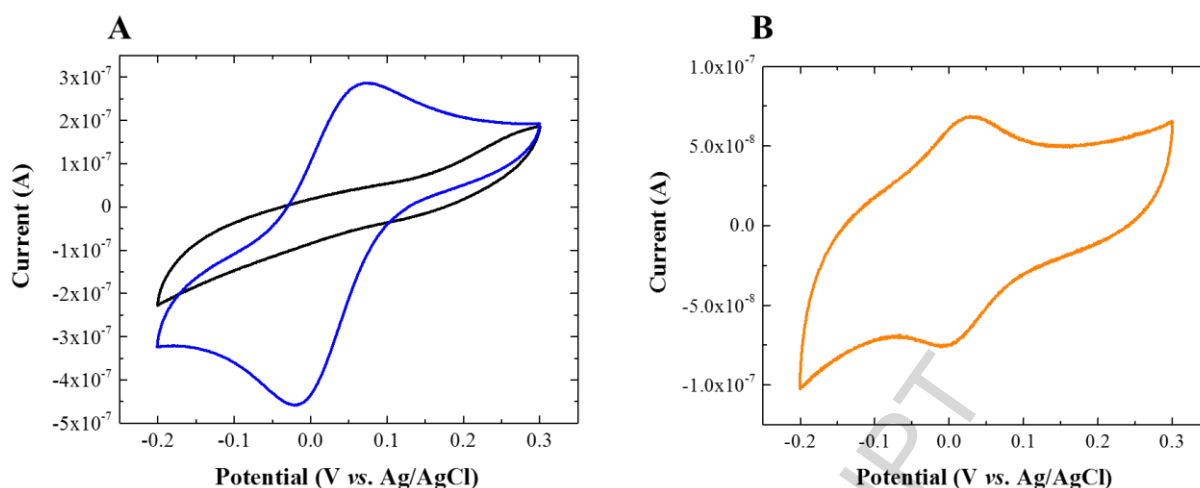 A
3x10⁻⁷
2x10⁻⁷
1x10⁻⁷
0
-1x10⁻⁷
-2x10⁻⁷
-3x10⁻⁷
-4x10⁻⁷
-5x10⁻⁷
Current (A)
-0.2 -0.1 0.0 0.1 0.2 0.3
Potential (V vs. Ag/AgCl)
B
1.0x10⁻⁷
5.0x10⁻⁸
0.0
-5.0x10⁻⁸
-1.0x10⁻⁷
Current (A)
-0.2 -0.1 0.0 0.1 0.2 0.3
Potential (V vs. Ag/AgCl)
IPT